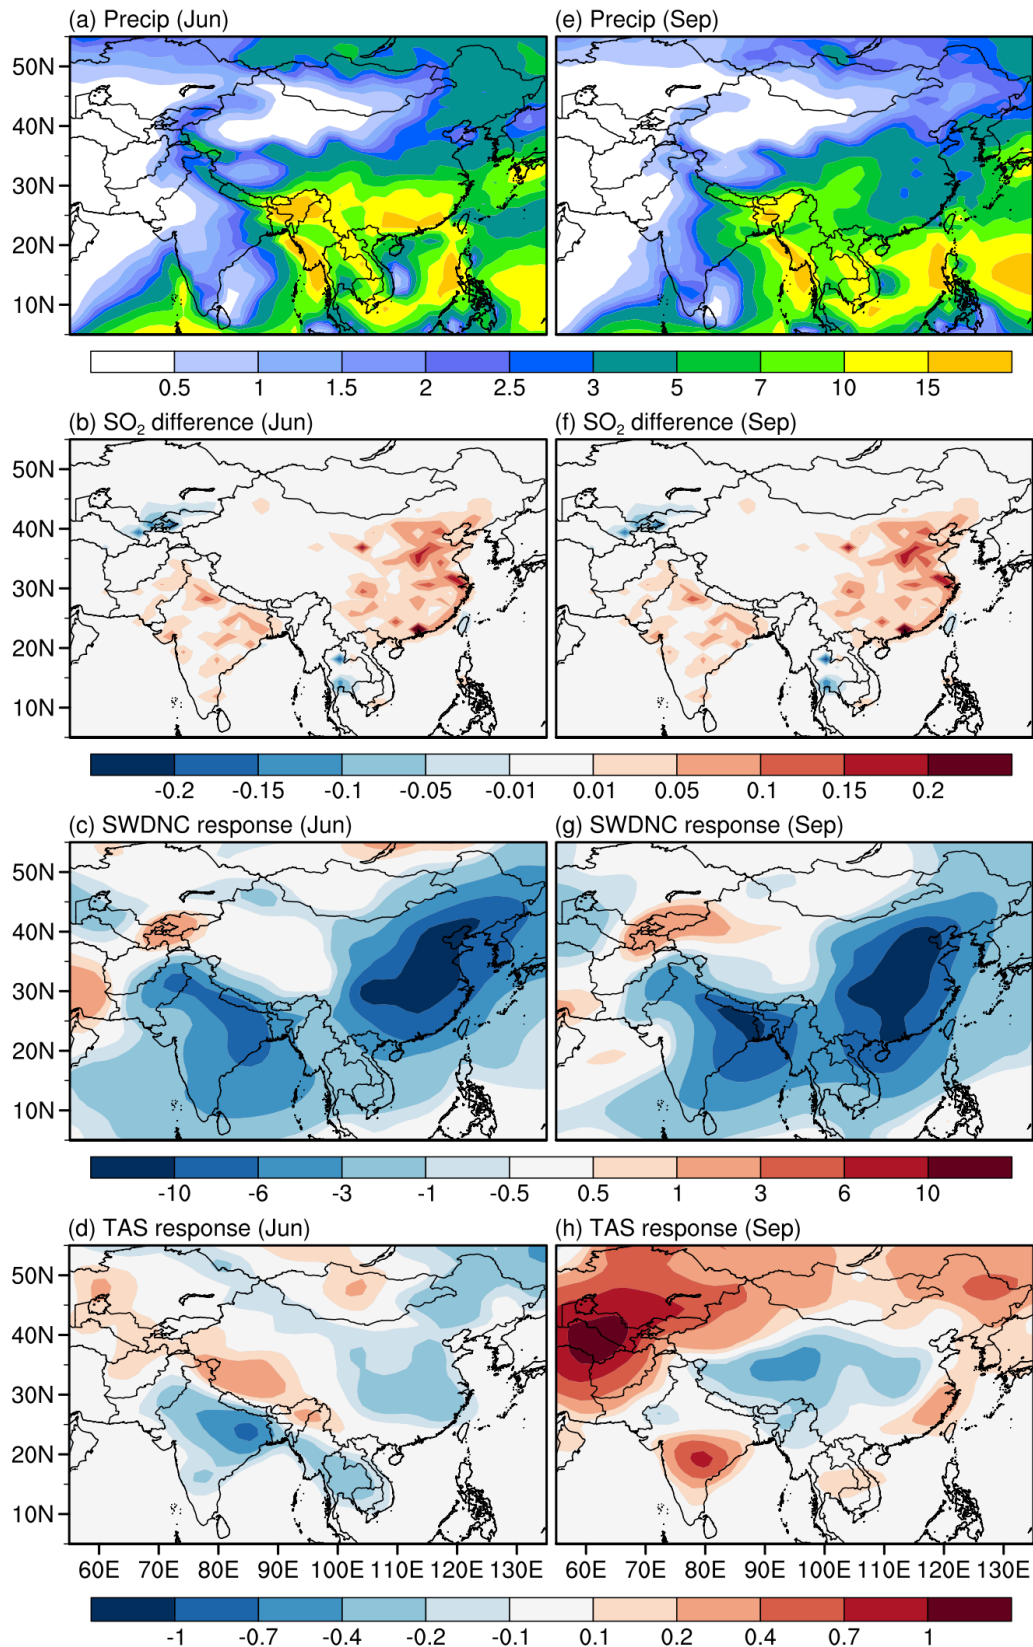 (a) Precip (Jun) (e) Precip (Sep)
50N
40N
30N
20N
10N
0.5 1 1.5 2 2.5 3 5 7 10 15
(b) SO₂ difference (Jun) (f) SO₂ difference (Sep)
50N
40N
30N
20N
10N
-0.2 -0.15 -0.1 -0.05 -0.01 0.01 0.05 0.1 0.15 0.2
(c) SWDNC response (Jun) (g) SWDNC response (Sep)
50N
40N
30N
20N
10N
-10 -6 -3 -1 -0.5 0.5 1 3 6 10
(d) TAS response (Jun) (h) TAS response (Sep)
50N
40N
30N
20N
10N
60E 70E 80E 90E 100E 110E 120E 130E 60E 70E 80E 90E 100E 110E 120E 130E
-1 -0.7 -0.4 -0.2 -0.1 0.1 0.2 0.4 0.7 1